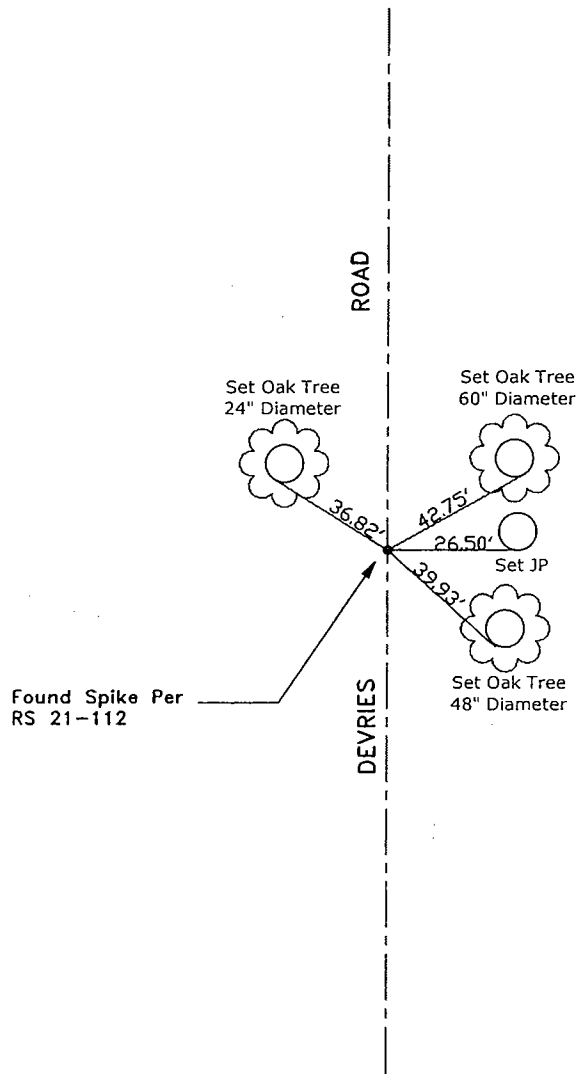 ROAD
Set Oak Tree
24" Diameter
Set Oak Tree
60" Diameter
36.82'
42.75'
26.50'
Set JP
39.93'
Set Oak Tree
48" Diameter
Found Spike Per
RS 21-112
DEVRIES